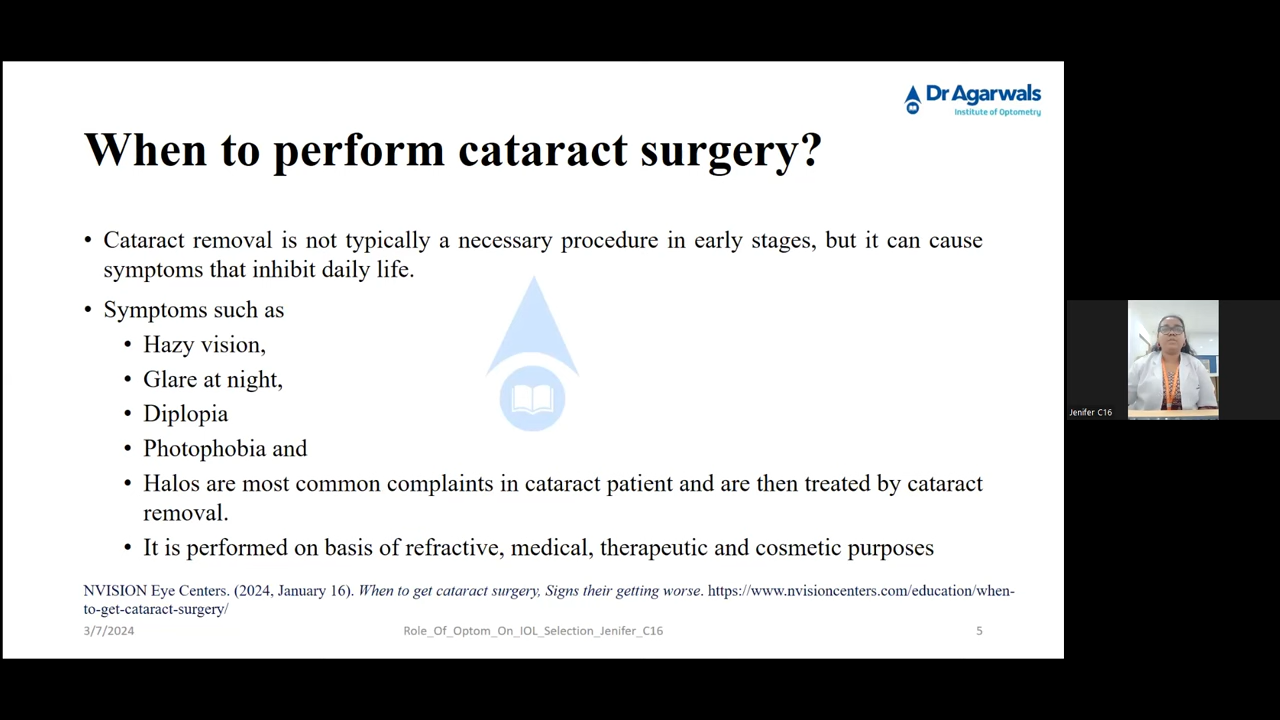 Dr Agarwals
Institute of Optometry
When to perform cataract surgery?
• Cataract removal is not typically a necessary procedure in early stages, but it can cause
symptoms that inhibit daily life.
• Symptoms such as
• Hazy vision,
• Glare at night,
• Diplopia
• Photophobia and
• Halos are most common complaints in cataract patient and are then treated by cataract
removal.
• It is performed on basis of refractive, medical, therapeutic and cosmetic purposes
NVISION Eye Centers. (2024, January 16). When to get cataract surgery, Signs their getting worse. https://www.nvisioncenters.com/education/when-
to-get-cataract-surgery/
3/7/2024 Role_Of_Optom_On_IOL_Selection_Jenifer_C16 5
Jenifer C16